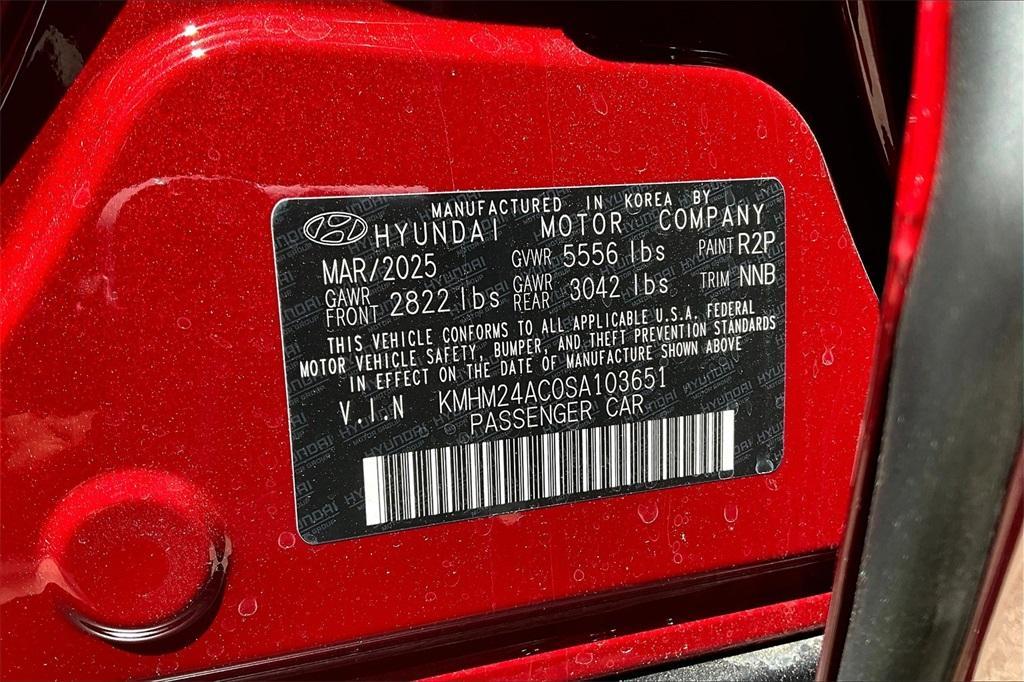 MANUFACTURED IN KOREA BY
HYUNDAI MOTOR COMPANY
MAR/2025 GVWR 5556 lbs PAINT R2P
GAWR FRONT 2822 lbs GAWR REAR 3042 lbs TRIM NNB
THIS VEHICLE CONFORMS TO ALL APPLICABLE U.S.A. FEDERAL
MOTOR VEHICLE SAFETY, BUMPER, AND THEFT PREVENTION STANDARDS
IN EFFECT ON THE DATE OF MANUFACTURE SHOWN ABOVE
V.I.N KMHM24AC0SA103651
PASSENGER CAR